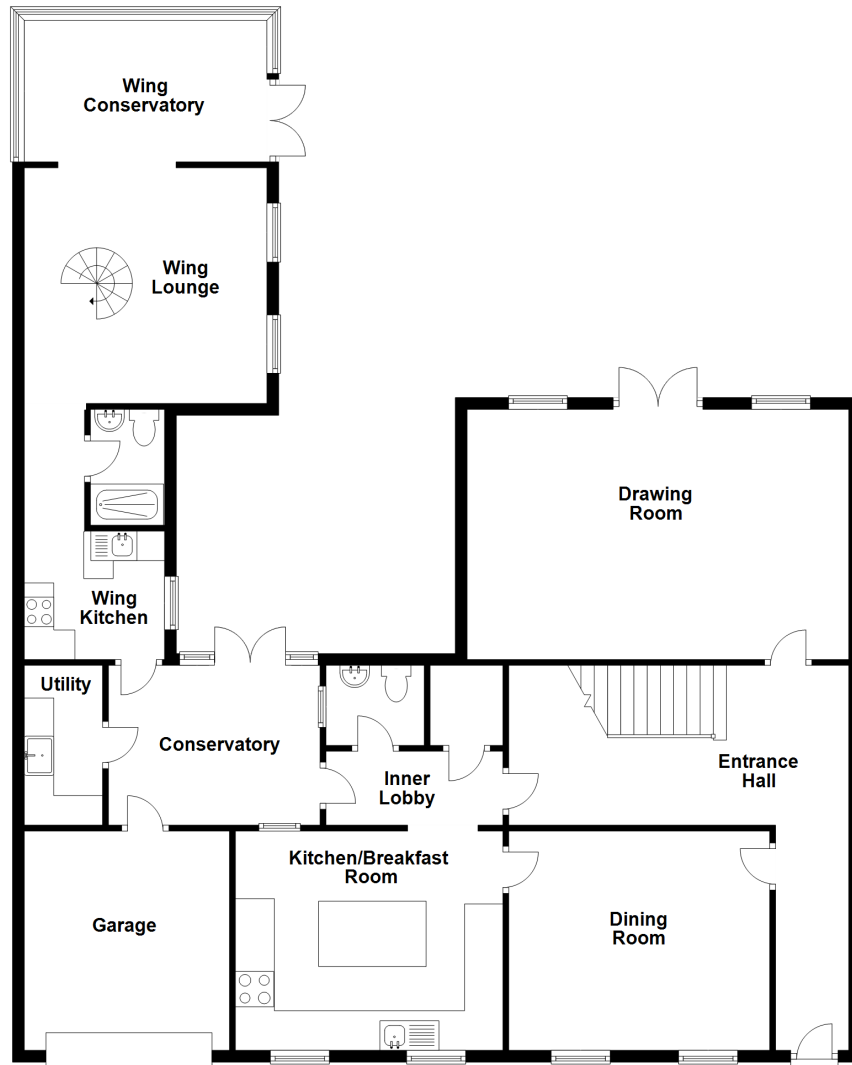 Wing
Conservatory
Wing
Lounge
Drawing
Room
Wing
Kitchen
Utility
Conservatory
Inner
Lobby
Entrance
Hall
Kitchen/Breakfast
Room
Garage
Dining
Room